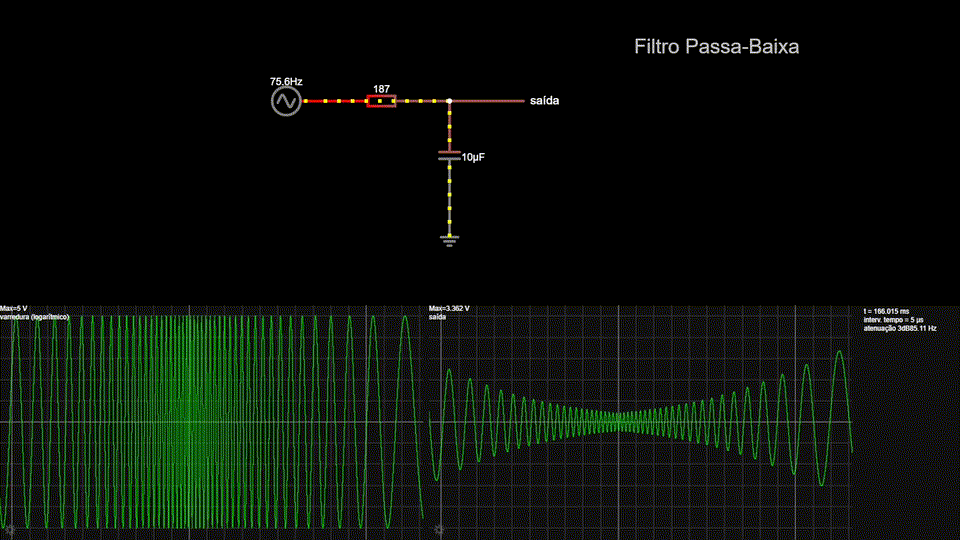 Filtro Passa-Baixa
75.6Hz
187
saída
10µF
Max=5 V
varredura (logarítmico)
Max=3.362 V
saída
t = 166.015 ms
interv. tempo = 5 µs
atenuação 3dB85.11 Hz